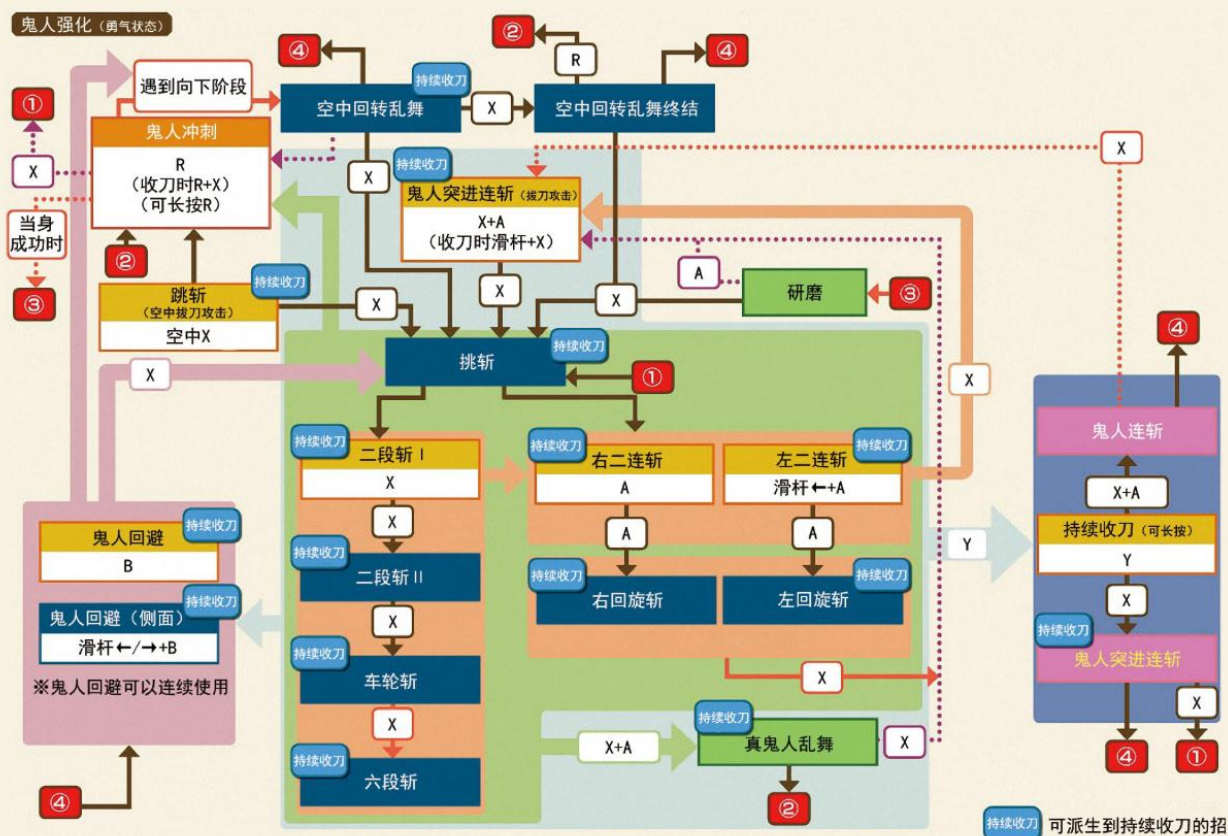 鬼人强化（勇气状态）
④
②
④
遇到向下阶段
持续收刀
R
①
空中回转乱舞
X
空中回转乱舞终结
鬼人冲刺
R
（收刀时R+X）
（可长按R）
X
X
持续收刀
鬼人突进连斩（拔刀攻击）
X+A
（收刀时滑杆+X）
X
当身
成功时
②
③
持续收刀
跳斩
（空中拔刀攻击）
空中X
X
X
X
A
研磨
③
④
挑斩
持续收刀
①
X
X
持续收刀
二段斩Ⅰ
X
X
二段斩Ⅱ
X
持续收刀
车轮斩
X
持续收刀
六段斩
持续收刀
右二连斩
A
A
持续收刀
右回旋斩
持续收刀
左二连斩
滑杆←+A
A
持续收刀
左回旋斩
X
X+A
持续收刀
真鬼人乱舞
X
②
Y
鬼人连斩
X+A
持续收刀（可长按）
Y
X
持续收刀
鬼人突进连斩
X
④
①
持续收刀
鬼人回避
B
持续收刀
鬼人回避（侧面）
滑杆←/→+B
※鬼人回避可以连续使用
④
持续收刀
可派生到持续收刀的招